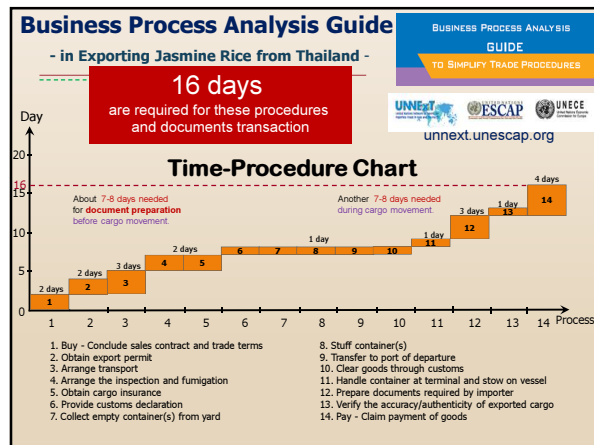 Business Process Analysis Guide
- in Exporting Jasmine Rice from Thailand -
BUSINESS PROCESS ANALYSIS
GUIDE
TO SIMPLIFY TRADE PROCEDURES
16 days
are required for these procedures
and documents transaction
UNNExT
UNITED NATIONS
ESCAP
UNECE
unnext.unescap.org
Day
Time-Procedure Chart
20
16
15
10
5
0
About 7-8 days needed
for document preparation
before cargo movement.
Another 7-8 days needed
during cargo movement.
2 days
2 days
3 days
2 days
1 day
1 day
3 days
1 day
4 days
1
2
3
4
5
6
7
8
9
10
11
12
13
14
1 2 3 4 5 6 7 8 9 10 11 12 13 14 Process
1. Buy - Conclude sales contract and trade terms
2. Obtain export permit
3. Arrange transport
4. Arrange the inspection and fumigation
5. Obtain cargo insurance
6. Provide customs declaration
7. Collect empty container(s) from yard
8. Stuff container(s)
9. Transfer to port of departure
10. Clear goods through customs
11. Handle container at terminal and stow on vessel
12. Prepare documents required by importer
13. Verify the accuracy/authenticity of exported cargo
14. Pay - Claim payment of goods